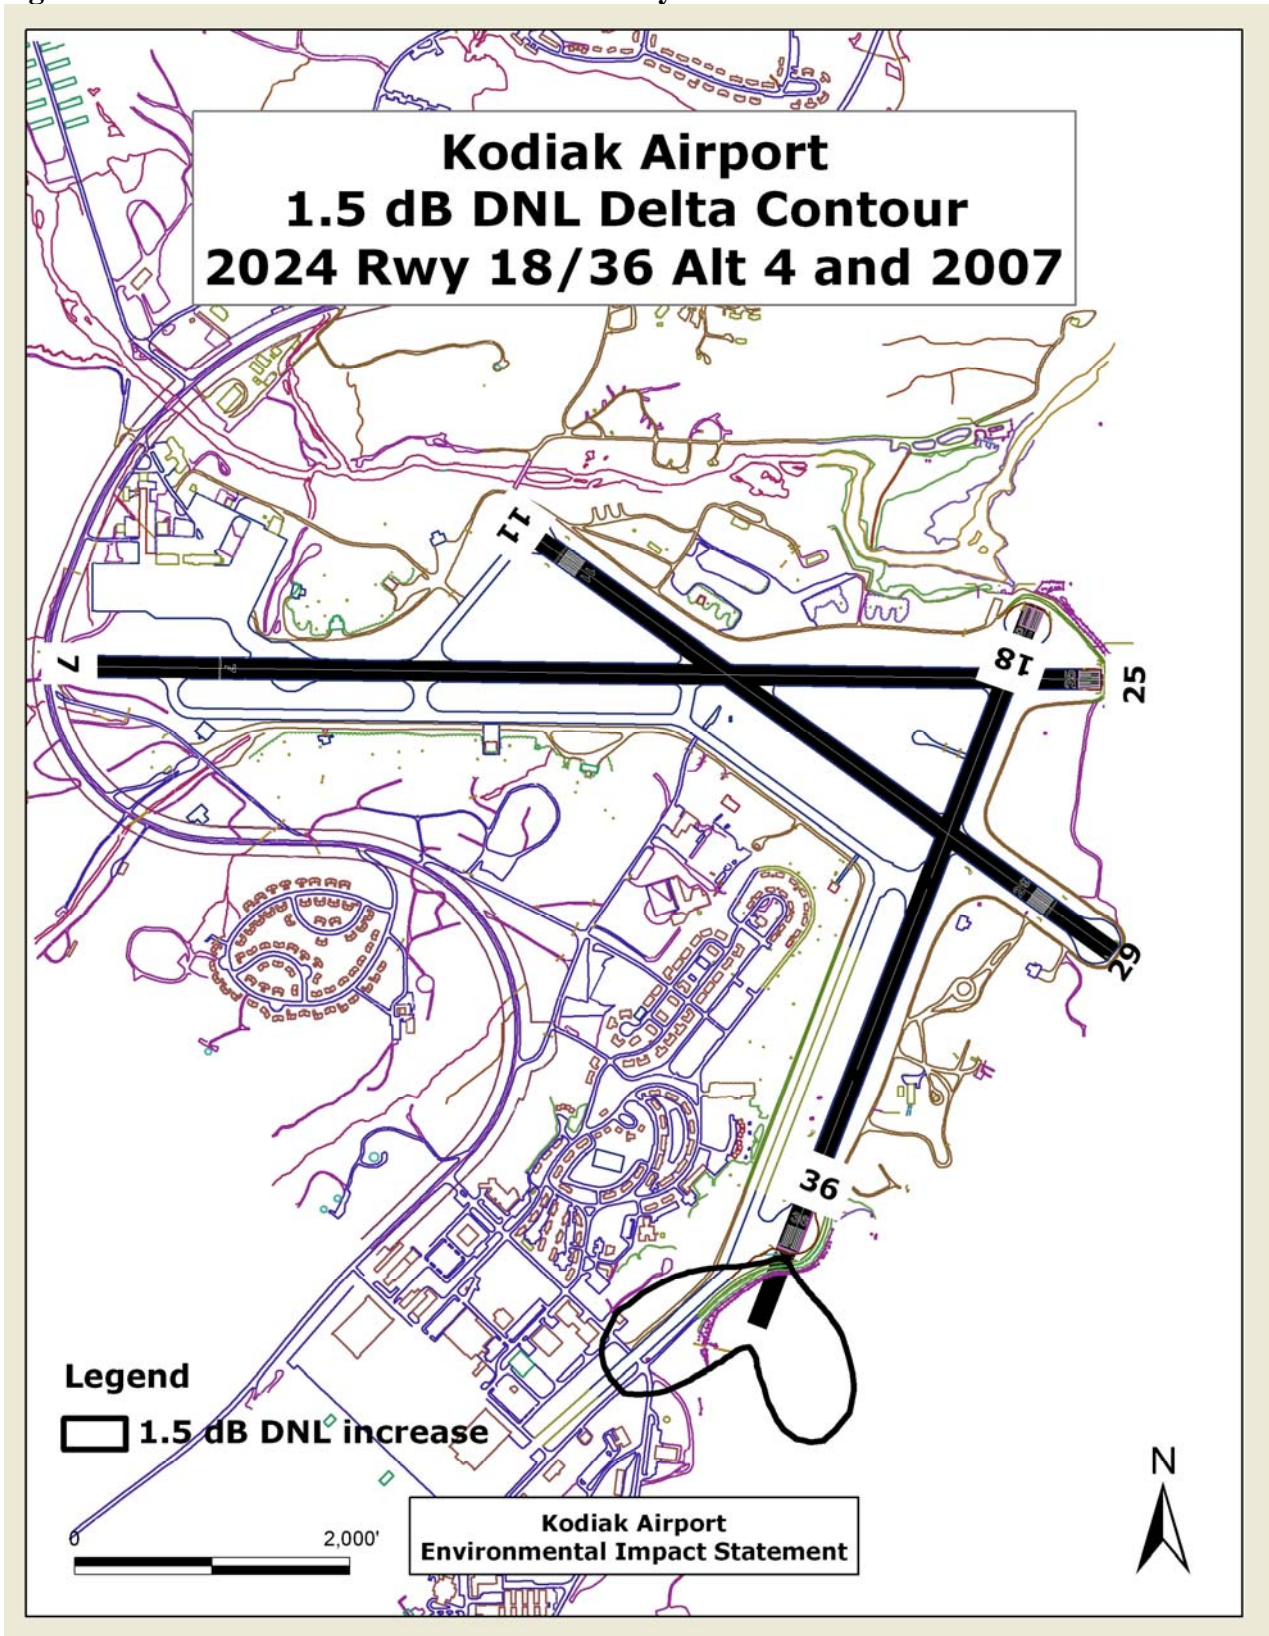 Kodiak Airport
1.5 dB DNL Delta Contour
2024 Rwy 18/36 Alt 4 and 2007
11
7
18
25
29
36
Legend
1.5 dB DNL increase
0
2,000'
Kodiak Airport
Environmental Impact Statement
N